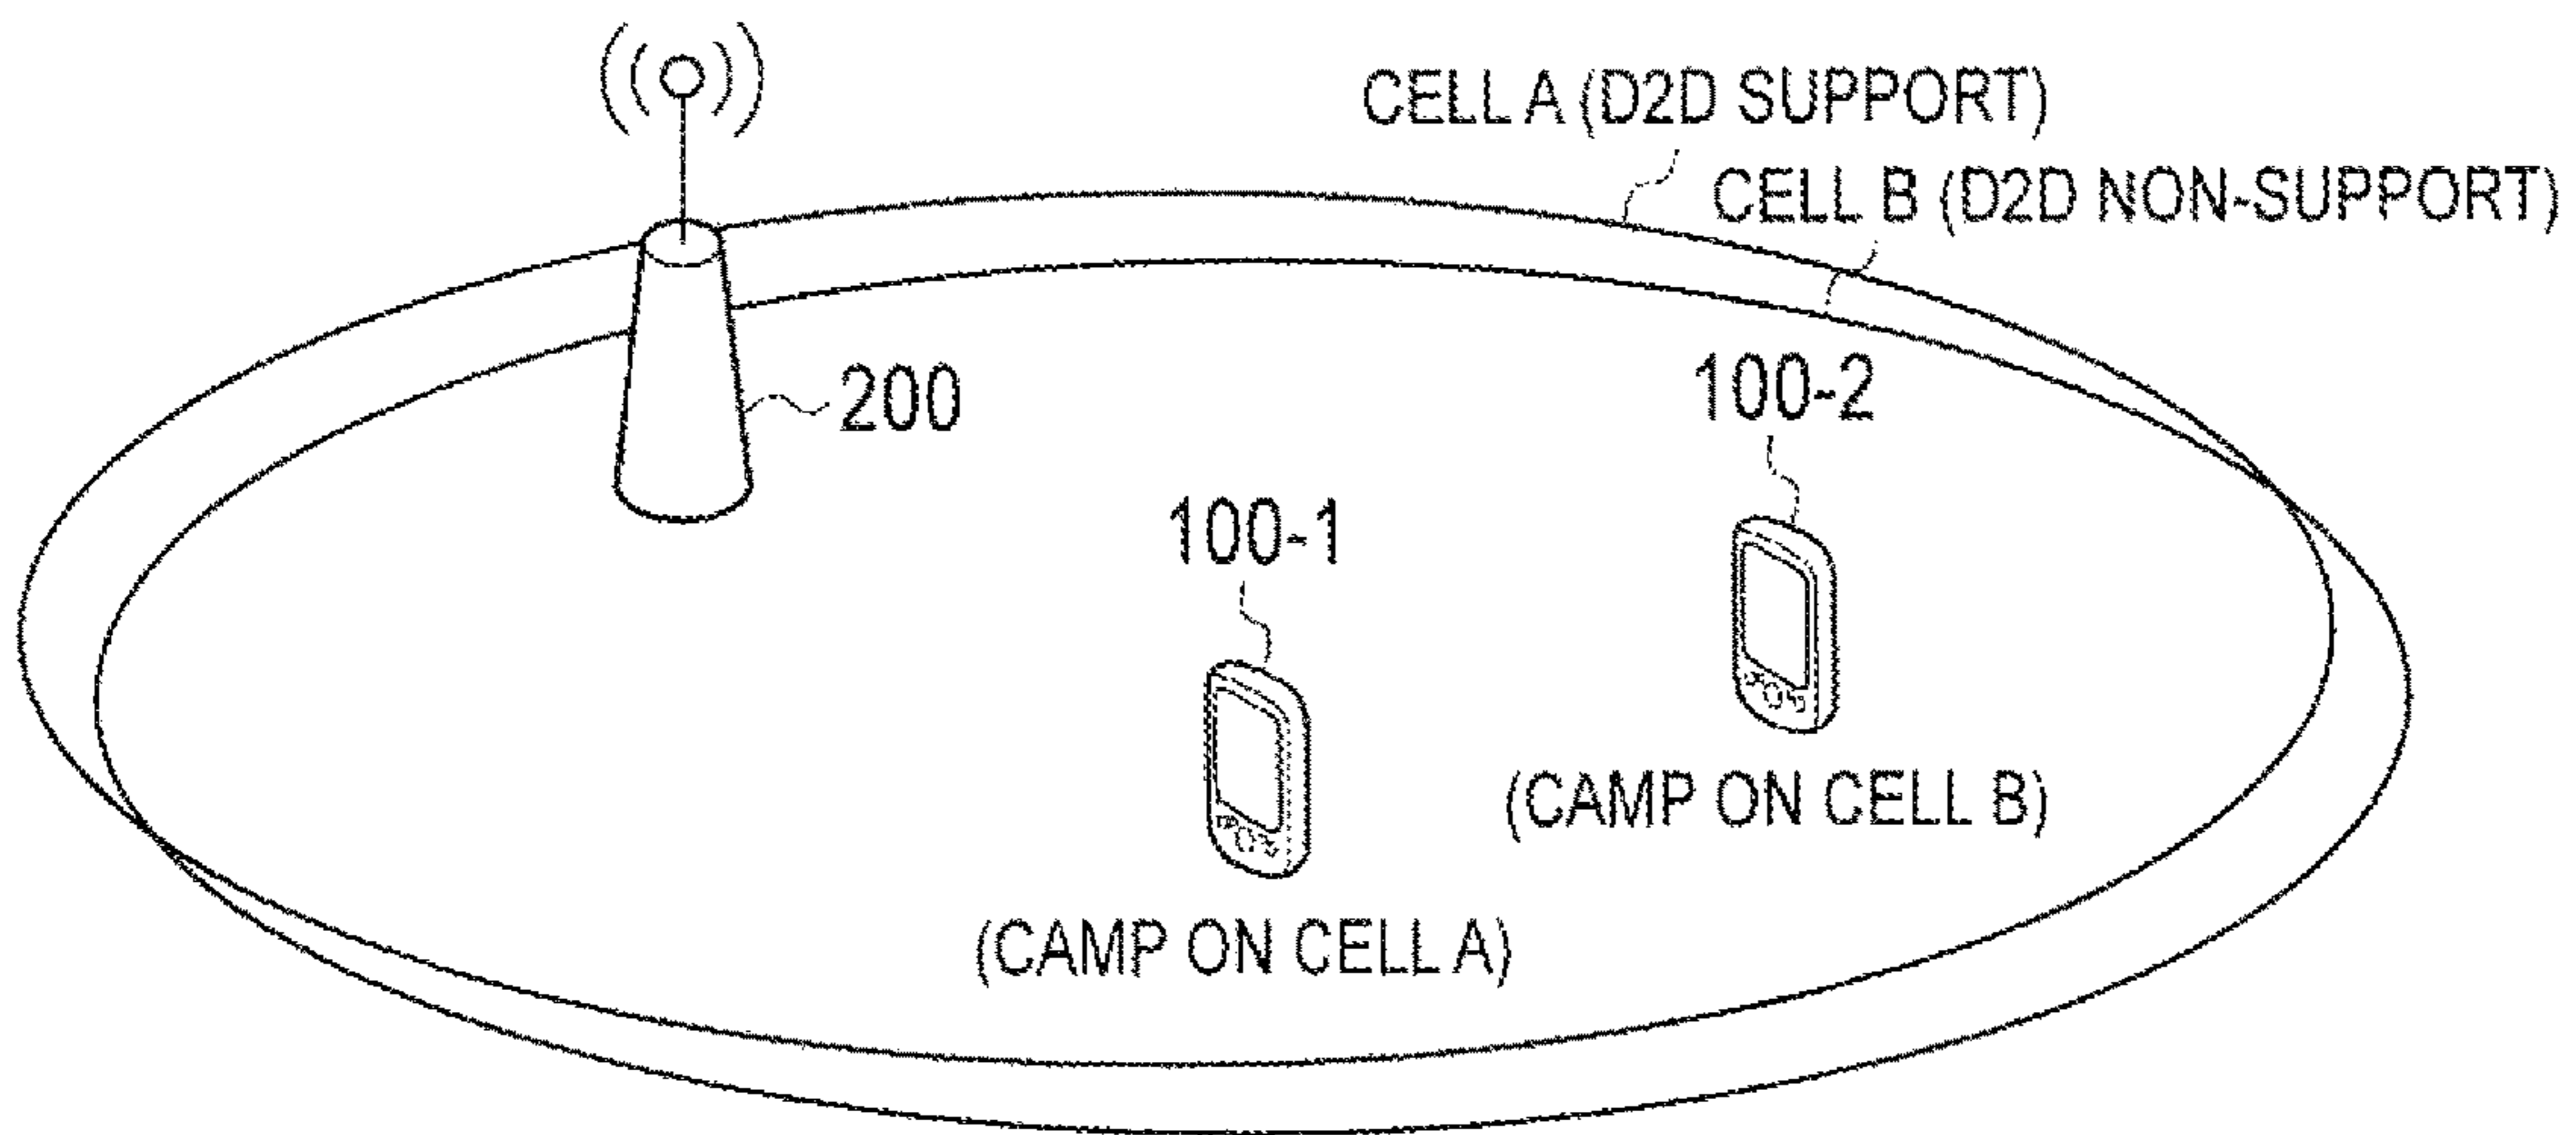 CELL A (D2D SUPPORT)
CELL B (D2D NON-SUPPORT)
200
100-2
100-1
(CAMP ON CELL B)
(CAMP ON CELL A)